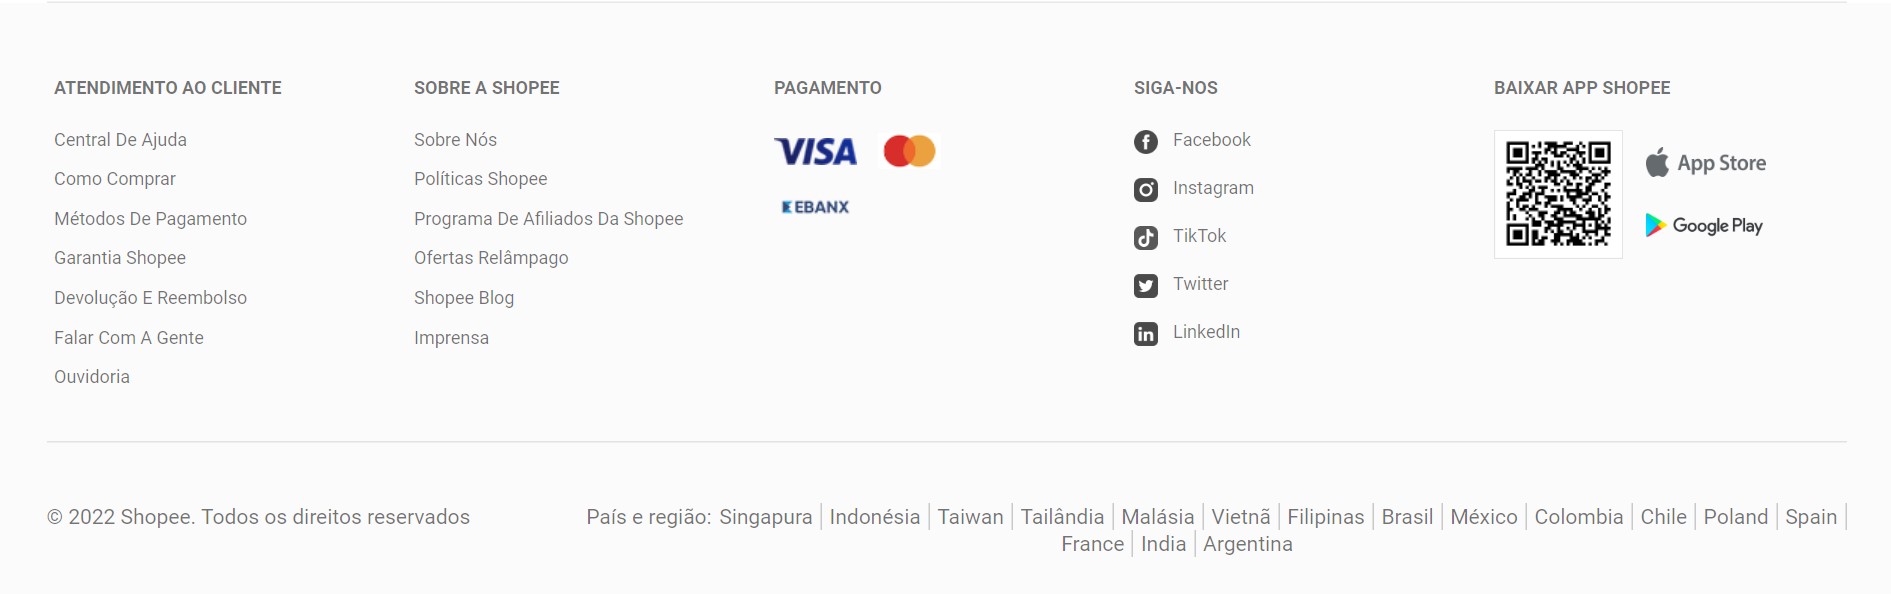 ATENDIMENTO AO CLIENTE
Central De Ajuda
Como Comprar
Métodos De Pagamento
Garantia Shopee
Devolução E Reembolso
Falar Com A Gente
Ouvidoria
SOBRE A SHOPEE
Sobre Nós
Políticas Shopee
Programa De Afiliados Da Shopee
Ofertas Relâmpago
Shopee Blog
Imprensa
PAGAMENTO
VISA
EBANX
SIGA-NOS
Facebook
Instagram
TikTok
Twitter
in LinkedIn
BAIXAR APP SHOPEE
App Store
Google Play
© 2022 Shopee. Todos os direitos reservados
País e região: Singapura | Indonésia | Taiwan | Tailândia | Malásia | Vietnã | Filipinas | Brasil | México | Colombia | Chile | Poland | Spain |
France | India | Argentina